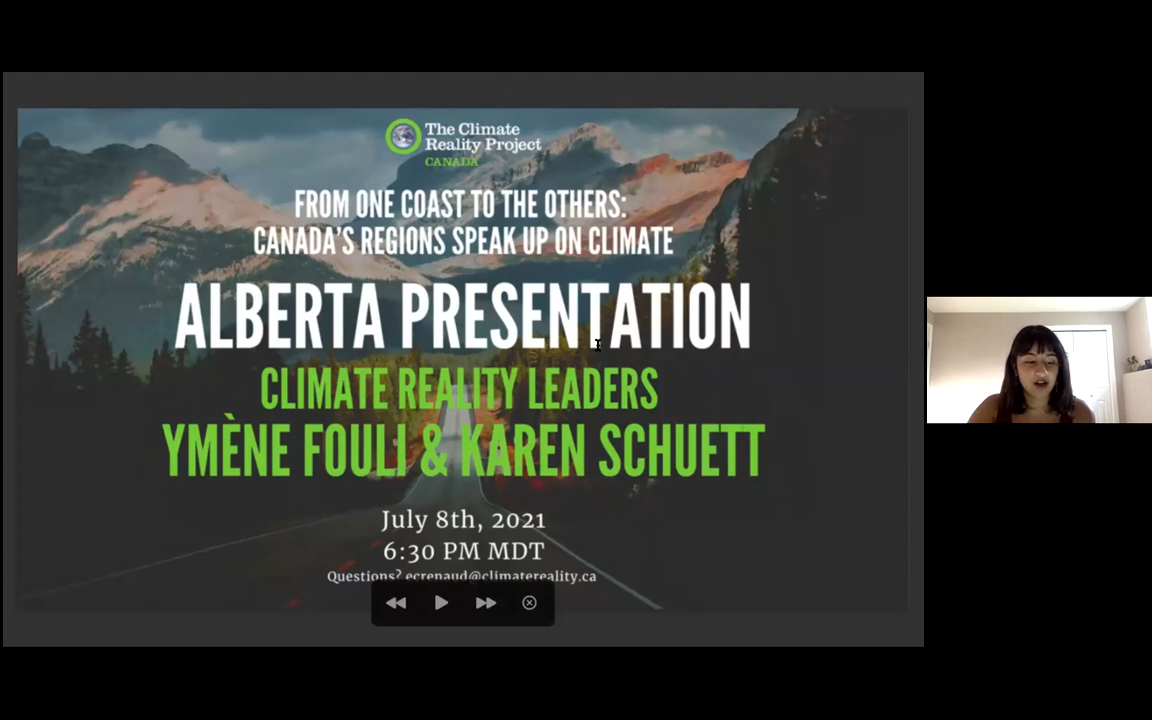 The Climate
Reality Project
CANADA
FROM ONE COAST TO THE OTHERS:
CANADA'S REGIONS SPEAK UP ON CLIMATE
ALBERTA PRESENTATION
CLIMATE REALITY LEADERS
YMÈNE FOULI & KAREN SCHUETT
July 8th, 2021
6:30 PM MDT
Questions? ecrenaud@climatereality.ca